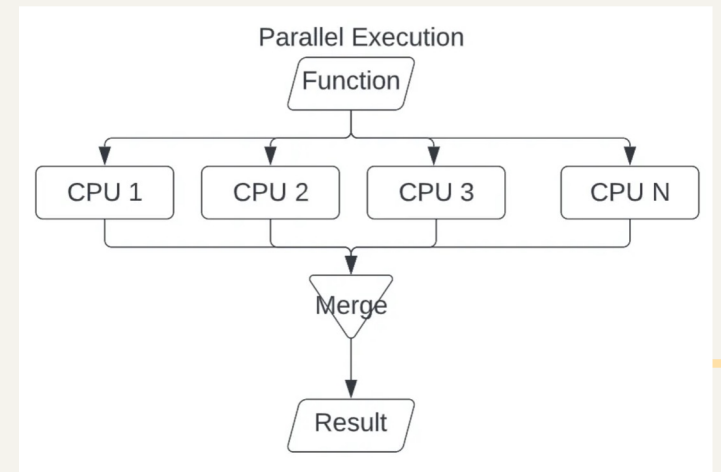 Parallel Execution
Function
CPU 1 CPU 2 CPU 3 CPU N
Merge
Result